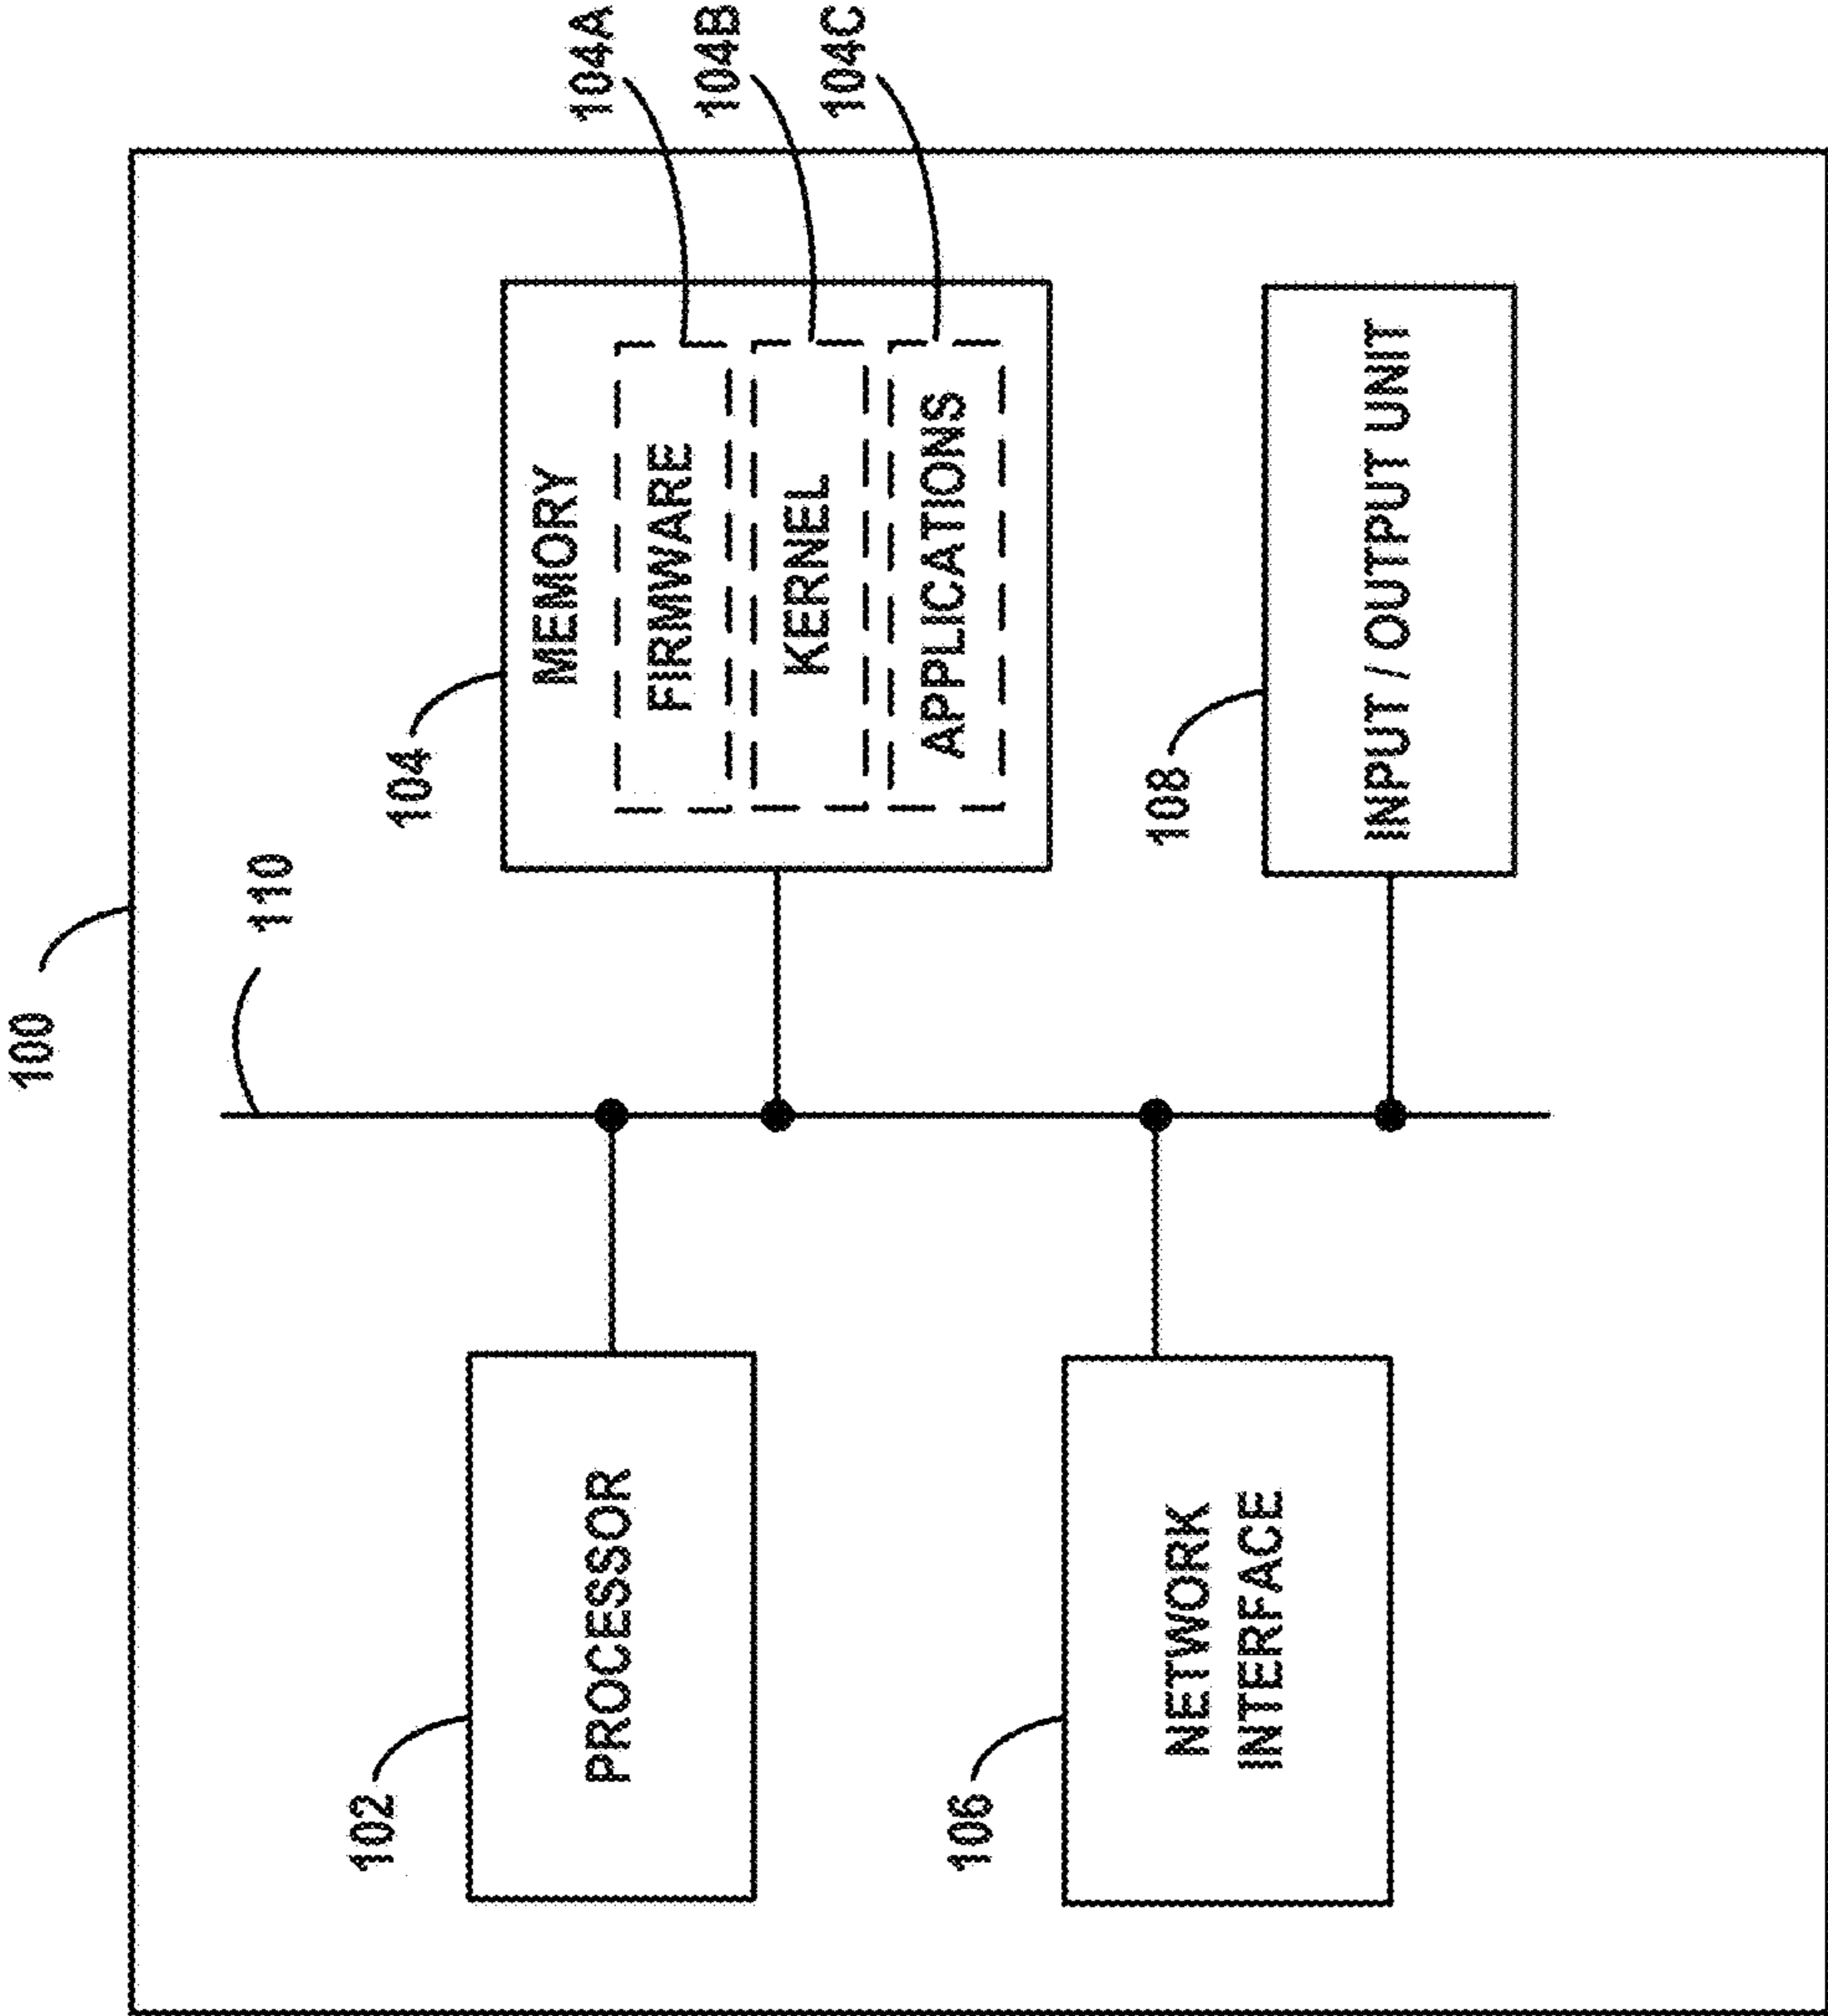 100
110
102
PROCESSOR
104
MEMORY
FIRMWARE
104A
KERNEL
104B
APPLICATIONS
104C
106
NETWORK
INTERFACE
108
INPUT / OUTPUT UNIT